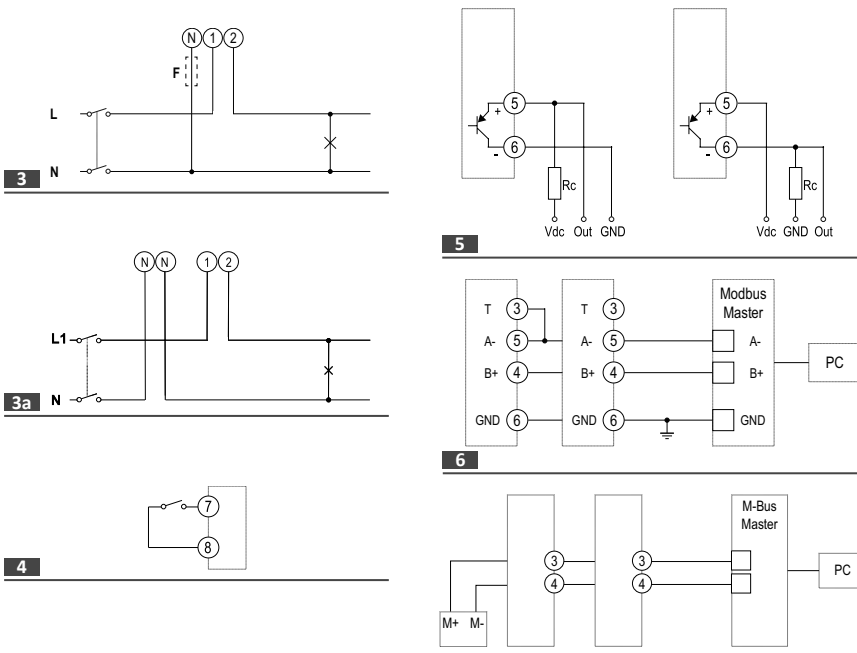 N 1 2
F
L
N
3
N N 1 2
L1
N
3a
7
8
4
5 5
+ +
6 6
- -
Rc Rc
Vdc Out GND Vdc GND Out
5
Modbus
Master
T 3 T 3
A- 5 A- 5 A-
B+ 4 B+ 4 B+
PC
GND 6 GND 6 GND
6
M-Bus
Master
3 3
4 4
PC
M+ M-